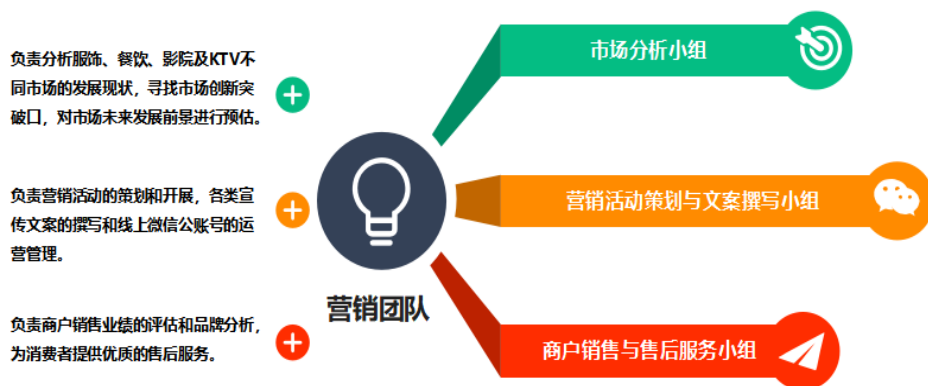 负责分析服饰、餐饮、影院及KTV不
同市场的发展现状，寻找市场创新突
破口，对市场未来发展前景进行预估。
市场分析小组
负责营销活动的策划和开展，各类宣
传文案的撰写和线上微信公账号的运
营管理。
营销活动策划与文案撰写小组
营销团队
负责商户销售业绩的评估和品牌分析，
为消费者提供优质的售后服务。
商户销售与售后服务小组